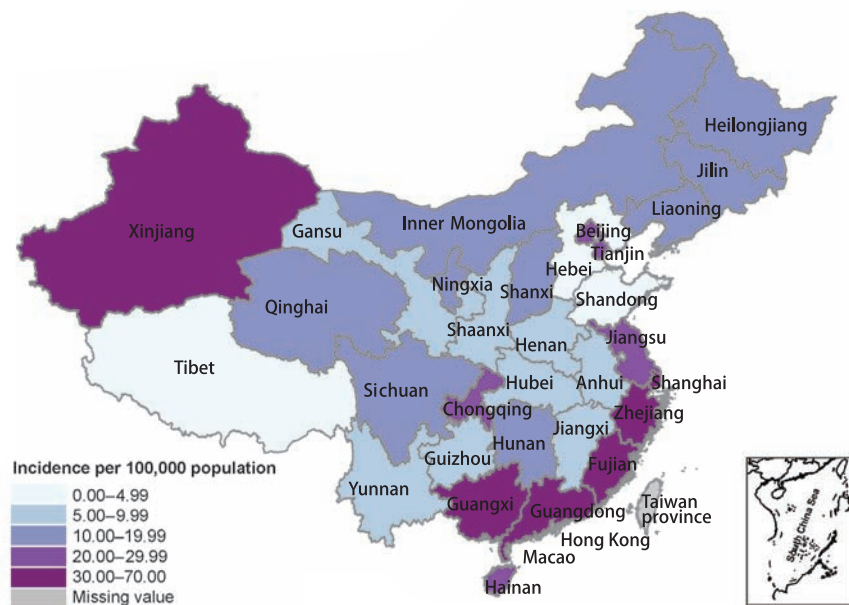 Heilongjiang
Jilin
Liaoning
Inner Mongolia
Xinjiang
Gansu
Beijing
Tianjin
Hebei
Ningxia
Shanxi
Shandong
Qinghai
Shaanxi
Henan
Jiangsu
Tibet
Sichuan
Hubei
Anhui
Shanghai
Chongqing
Zhejiang
Jiangxi
Hunan
Guizhou
Fujian
Yunnan
Guangxi
Guangdong
Taiwan
province
Hong Kong
Macao
Hainan
Incidence per 100,000 population
0.00–4.99
5.00–9.99
10.00–19.99
20.00–29.99
30.00–70.00
Missing value
South China Sea